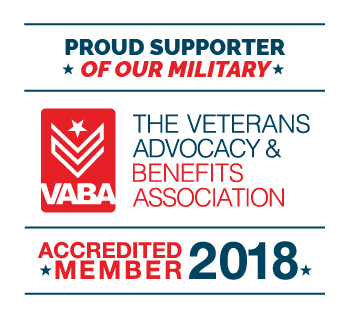 PROUD SUPPORTER
OF OUR MILITARY
VABA
THE VETERANS
ADVOCACY &
BENEFITS
ASSOCIATION
ACCREDITED
MEMBER
2018